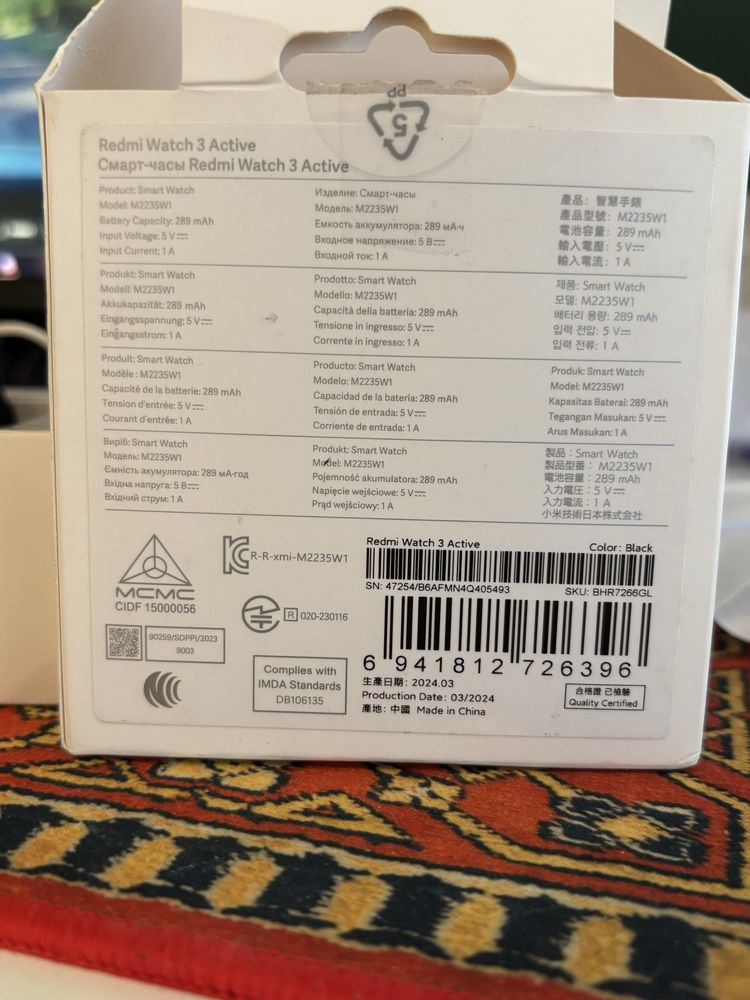 PP
5
Redmi Watch 3 Active
Смарт-часы Redmi Watch 3 Active
Product: Smart Watch
Model: M2235W1
Battery Capacity: 289 mAh
Input Voltage: 5 V⎓
Input Current: 1 A
Изделие: Смарт-часы
Модель: M2235W1
Емкость аккумулятора: 289 мА·ч
Входное напряжение: 5 В⎓
Входной ток: 1 А
產品：智慧手錶
產品型號：M2235W1
電池容量：289 mAh
輸入電壓：5 V⎓
輸入電流：1 A
Produkt: Smart Watch
Modell: M2235W1
Akkukapazität: 289 mAh
Eingangsspannung: 5 V⎓
Eingangsstrom: 1 A
Prodotto: Smart Watch
Modello: M2235W1
Capacità della batteria: 289 mAh
Tensione in ingresso: 5 V⎓
Corrente in ingresso: 1 A
제품: Smart Watch
모델: M2235W1
배터리 용량: 289 mAh
입력 전압: 5 V⎓
입력 전류: 1 A
Produit: Smart Watch
Modèle : M2235W1
Capacité de la batterie: 289 mAh
Tension d'entrée: 5 V⎓
Courant d'entrée: 1 A
Producto: Smart Watch
Modelo: M2235W1
Capacidad de la batería: 289 mAh
Tensión de entrada: 5 V⎓
Corriente de entrada: 1 A
Produk: Smart Watch
Model: M2235W1
Kapasitas Baterai: 289 mAh
Tegangan Masukan: 5 V⎓
Arus Masukan: 1 A
Виріб: Smart Watch
Модель: M2235W1
Ємність акумулятора: 289 мА·год
Вхідна напруга: 5 В⎓
Вхідний струм: 1 А
Produkt: Smart Watch
Model: M2235W1
Pojemność akumulatora: 289 mAh
Napięcie wejściowe: 5 V⎓
Prąd wejściowy: 1 A
製品：Smart Watch
製品型番：M2235W1
電池容量：289 mAh
入力電圧：5 V⎓
入力電流：1 A
小米技術日本株式会社
MCMC
CIDF 15000056
R-R-xmi-M2235W1
R 020-230116
90259/SDPPI/2023
9003
Complies with
IMDA Standards
DB106135
Redmi Watch 3 Active
Color: Black
SN: 47254/B6AFMN4Q405493
SKU: BHR7266GL
6 941812 726396
生產日期：2024.03
Production Date: 03/2024
產地：中國 Made in China
合格證 已檢驗
Quality Certified